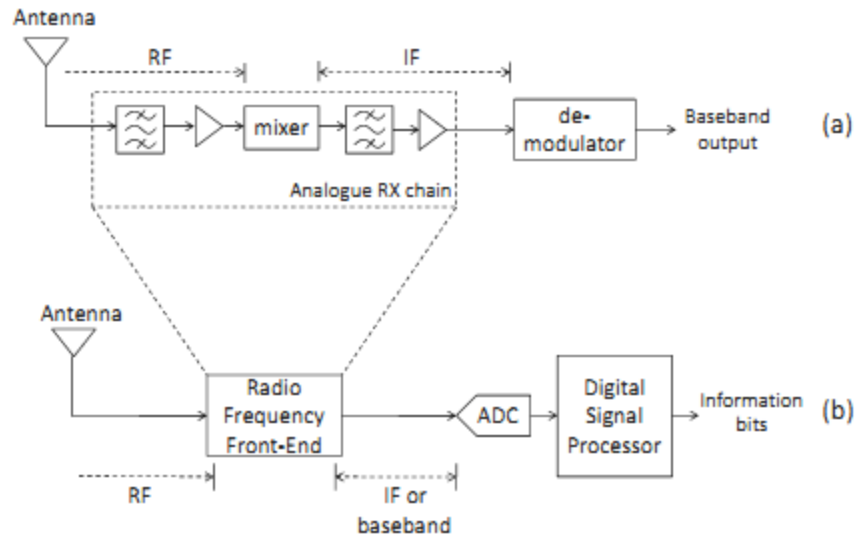 Antenna
RF
IF
mixer
de-
modulator
Baseband
output
(a)
Analogue RX chain
Antenna
Radio
Frequency
Front-End
ADC
Digital
Signal
Processor
Information
bits
(b)
RF
IF or
baseband